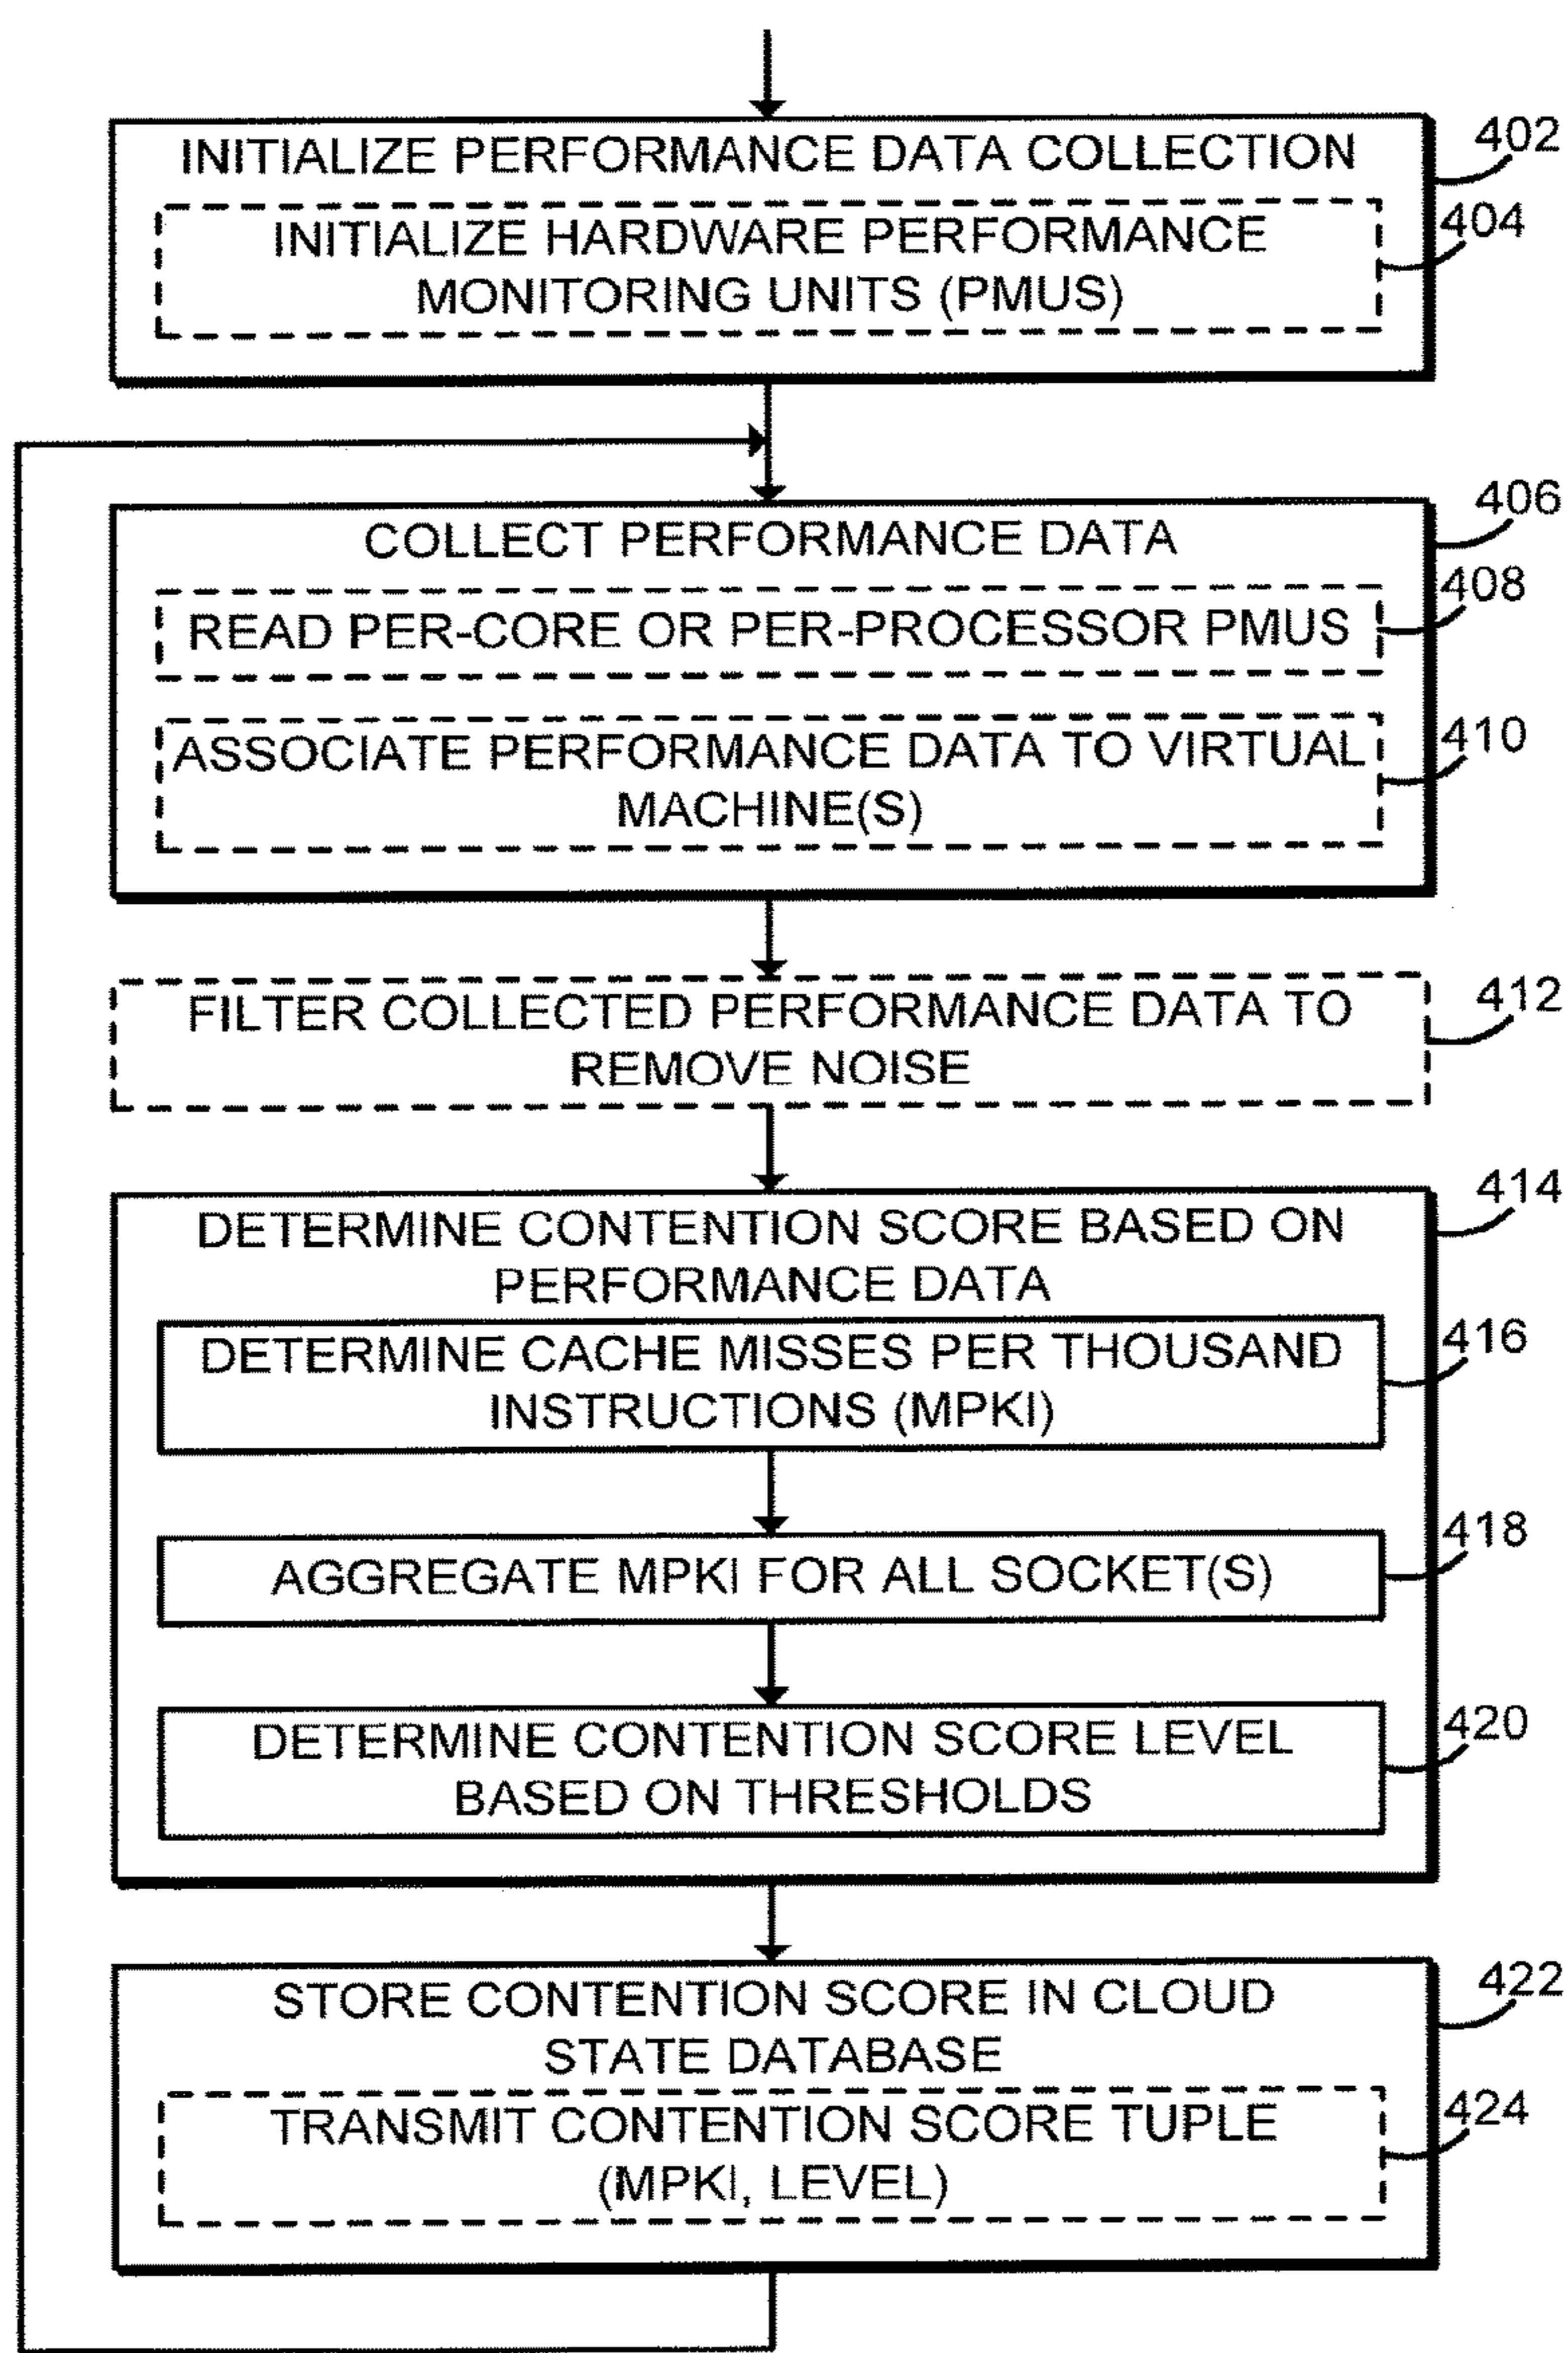 INITIALIZE PERFORMANCE DATA COLLECTION
402
INITIALIZE HARDWARE PERFORMANCE
MONITORING UNITS (PMUS)
404
COLLECT PERFORMANCE DATA
406
READ PER-CORE OR PER-PROCESSOR PMUS
408
ASSOCIATE PERFORMANCE DATA TO VIRTUAL
MACHINE(S)
410
FILTER COLLECTED PERFORMANCE DATA TO
REMOVE NOISE
412
DETERMINE CONTENTION SCORE BASED ON
PERFORMANCE DATA
414
DETERMINE CACHE MISSES PER THOUSAND
INSTRUCTIONS (MPKI)
416
AGGREGATE MPKI FOR ALL SOCKET(S)
418
DETERMINE CONTENTION SCORE LEVEL
BASED ON THRESHOLDS
420
STORE CONTENTION SCORE IN CLOUD
STATE DATABASE
422
TRANSMIT CONTENTION SCORE TUPLE
(MPKI, LEVEL)
424